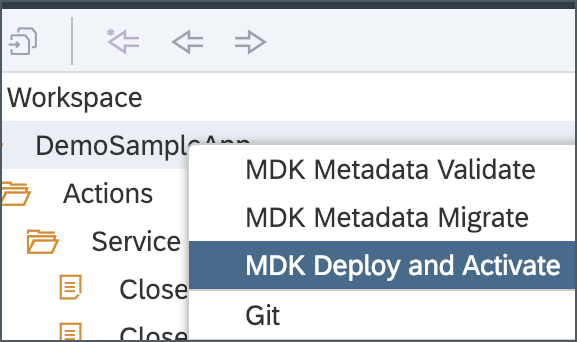 Workspace
DemoSampleApp
MDK Metadata Validate
Actions
MDK Metadata Migrate
Service
MDK Deploy and Activate
Close
Git
Close